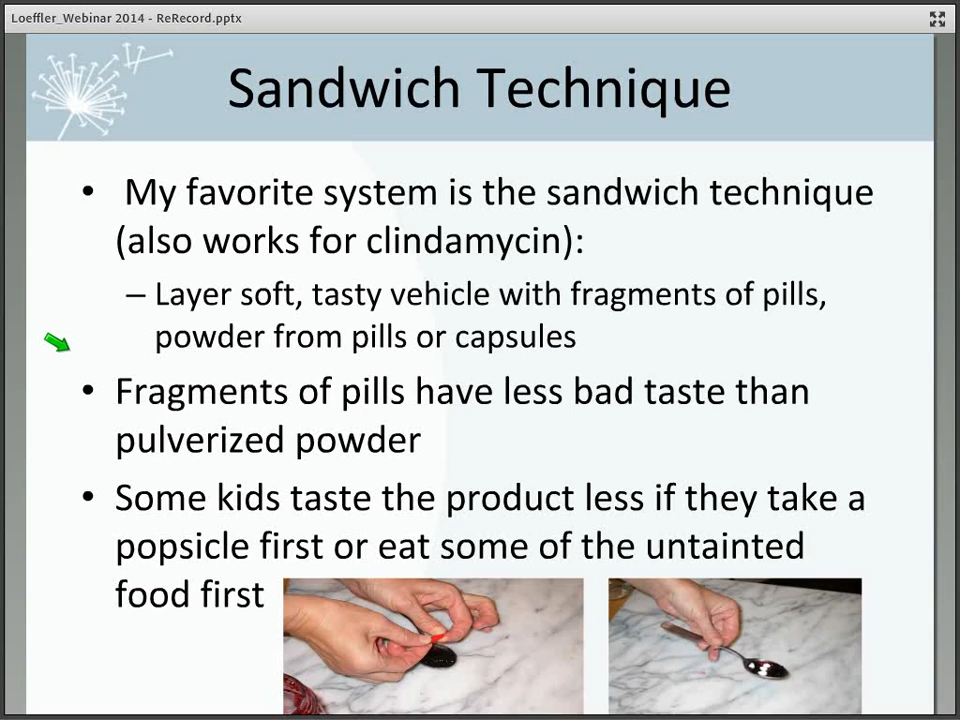 Loeffler_Webinar 2014 - ReRecord.pptx
Sandwich Technique
• My favorite system is the sandwich technique
(also works for clindamycin):
– Layer soft, tasty vehicle with fragments of pills,
powder from pills or capsules
• Fragments of pills have less bad taste than
pulverized powder
• Some kids taste the product less if they take a
popsicle first or eat some of the untainted
food first